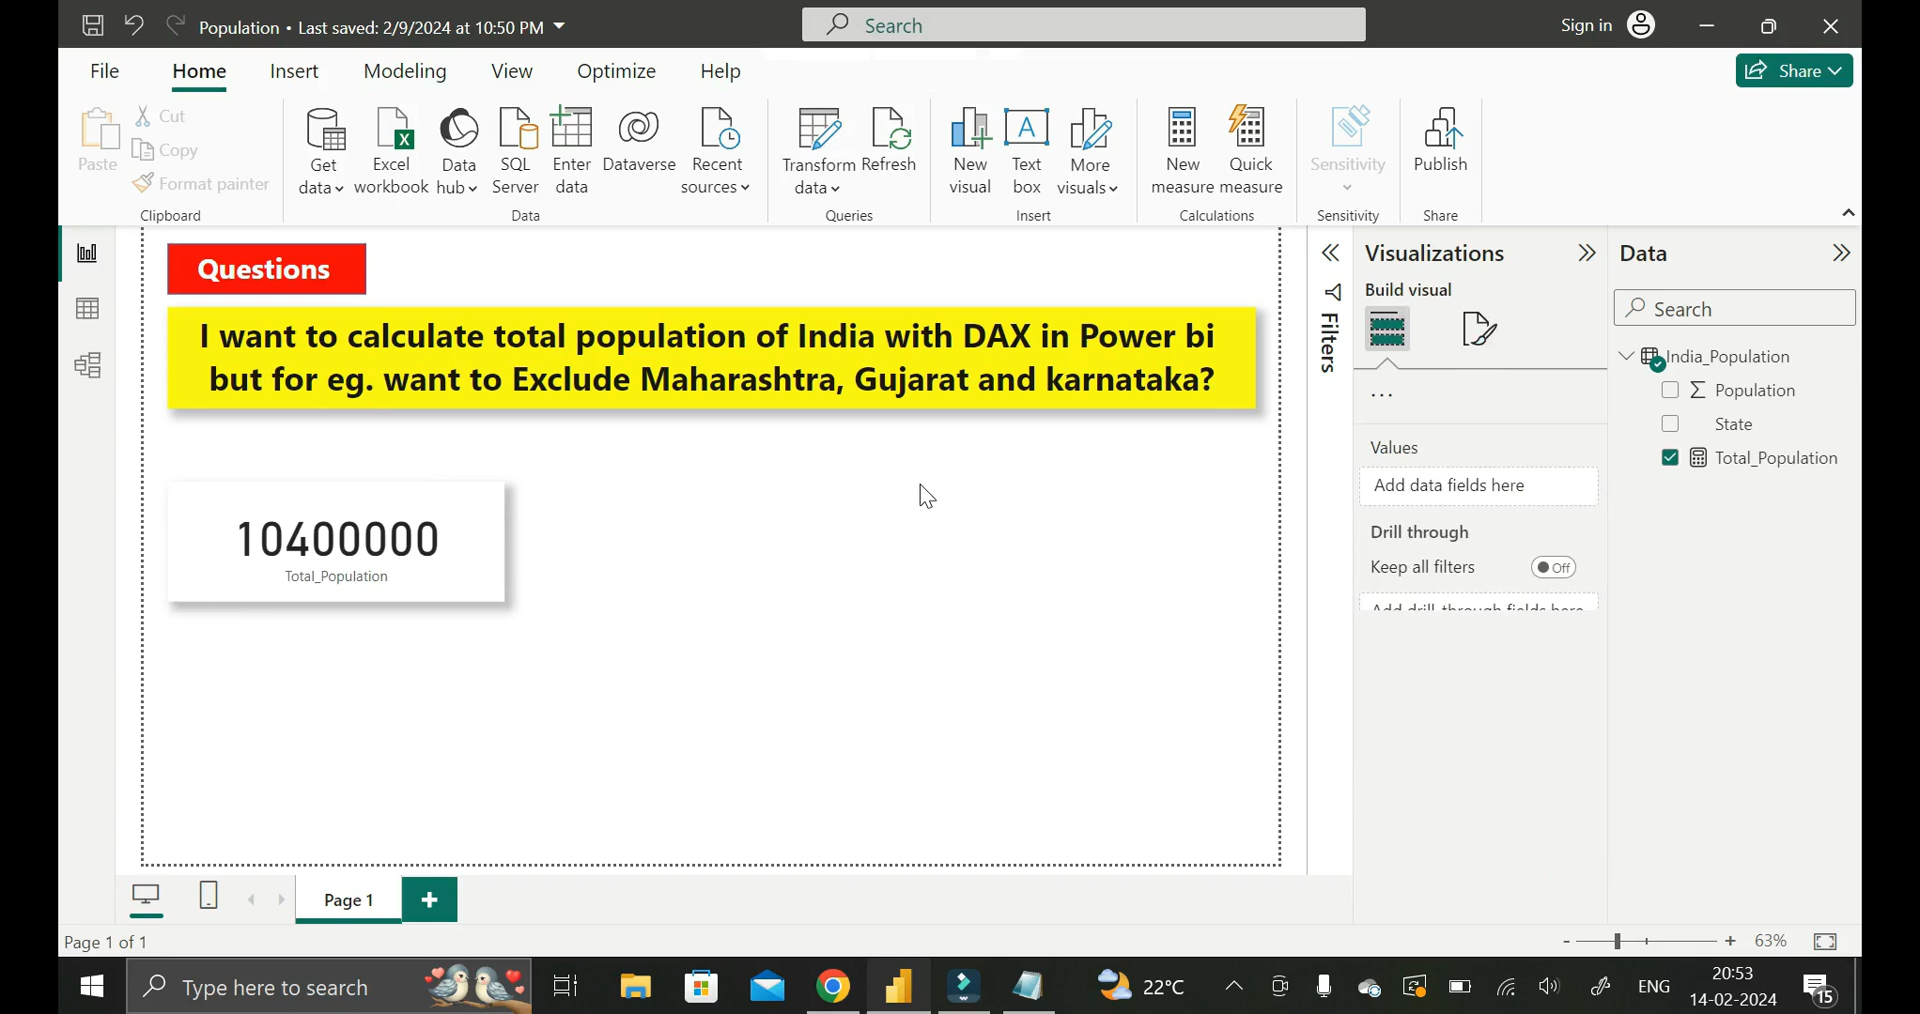 Population • Last saved: 2/9/2024 at 10:50 PM
Search
Sign in
File
Home
Insert
Modeling
View
Optimize
Help
Share
Paste
Cut
Copy
Format painter
Clipboard
Get data
Excel workbook
Data hub
SQL Server
Enter data
Dataverse
Recent sources
Data
Transform data
Refresh
Queries
New visual
Text box
More visuals
Insert
New measure
Quick measure
Calculations
Sensitivity
Sensitivity
Publish
Share
Questions
I want to calculate total population of India with DAX in Power bi
but for eg. want to Exclude Maharashtra, Gujarat and karnataka?
10400000
Total_Population
Filters
Visualizations
Build visual
...
Values
Add data fields here
Drill through
Keep all filters
Off
Add drill-through fields here
Data
Search
India_Population
Population
State
Total_Population
Page 1
Page 1 of 1
- + 63%
Type here to search
22°C
ENG
20:53
14-02-2024
15